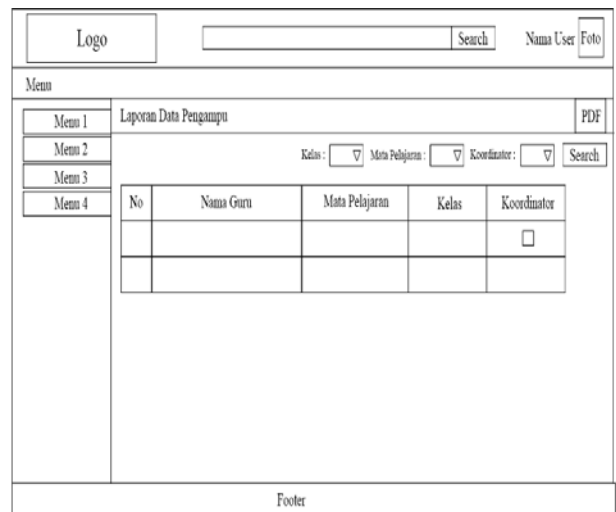 Logo
Search
Nama User
Foto
Menu
Menu 1
Menu 2
Menu 3
Menu 4
Laporan Data Pengampu
PDF
Kelas : Mata Pelajaran : Koordinator : Search
No Nama Guru Mata Pelajaran Kelas Koordinator
Footer